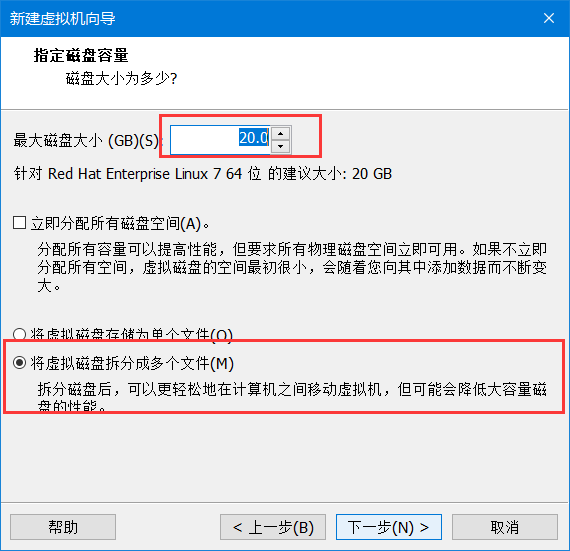 新建虚拟机向导
指定磁盘容量
磁盘大小为多少?
最大磁盘大小 (GB)(S): 20.0
针对 Red Hat Enterprise Linux 7 64 位 的建议大小: 20 GB
立即分配所有磁盘空间(A)。
分配所有容量可以提高性能，但要求所有物理磁盘空间立即可用。如果不立即
分配所有空间，虚拟磁盘的空间最初很小，会随着您向其中添加数据而不断变
大。
将虚拟磁盘存储为单个文件(O)
将虚拟磁盘拆分成多个文件(M)
拆分磁盘后，可以更轻松地在计算机之间移动虚拟机，但可能会降低大容量磁
盘的性能。
帮助 < 上一步(B) 下一步(N) > 取消